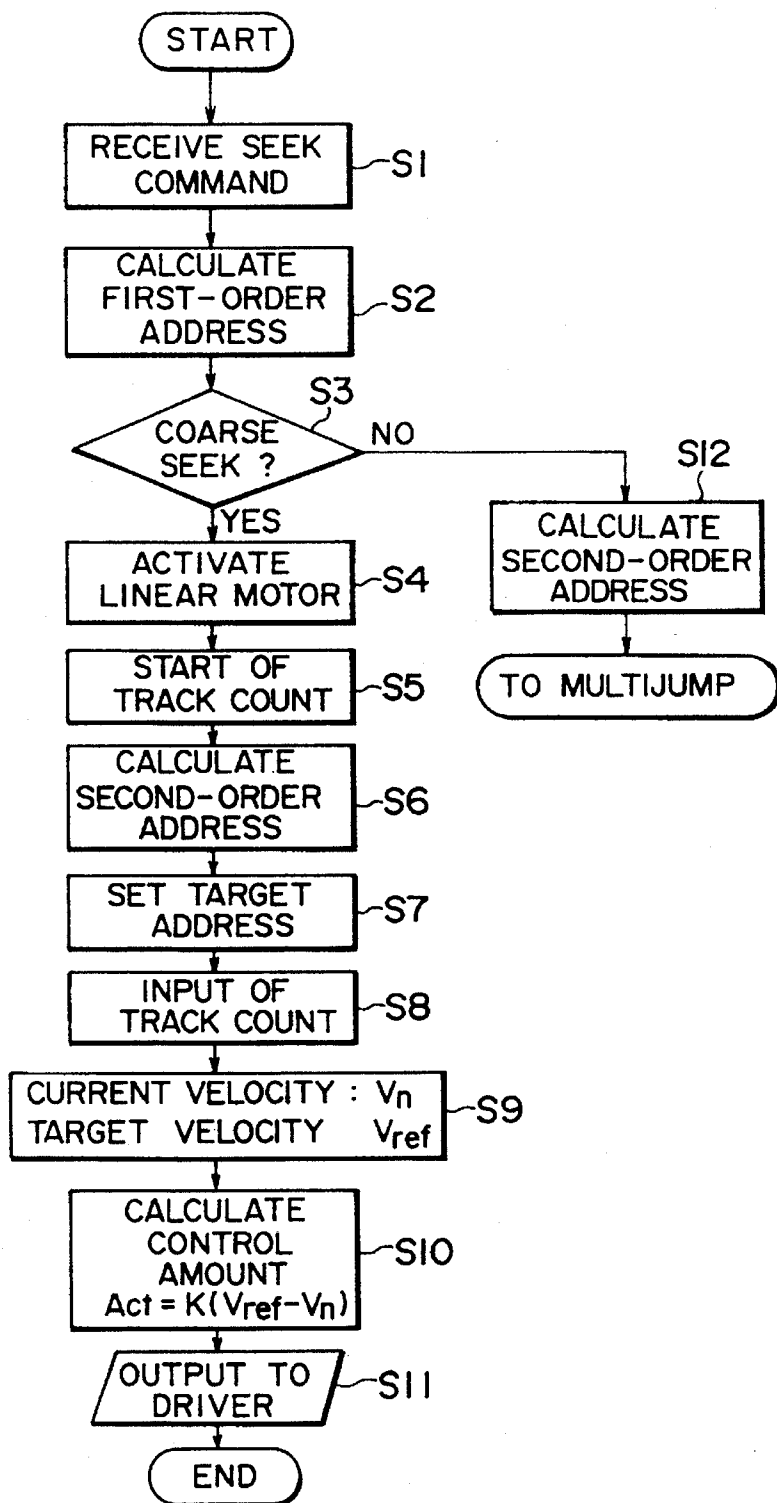 START
RECEIVE SEEK
COMMAND
S1
CALCULATE
FIRST-ORDER
ADDRESS
S2
COARSE
SEEK ?
S3
NO
YES
S12
CALCULATE
SECOND-ORDER
ADDRESS
TO MULTIJUMP
ACTIVATE
LINEAR MOTOR
S4
START OF
TRACK COUNT
S5
CALCULATE
SECOND-ORDER
ADDRESS
S6
SET TARGET
ADDRESS
S7
INPUT OF
TRACK COUNT
S8
CURRENT VELOCITY : Vn
TARGET VELOCITY Vref
S9
CALCULATE
CONTROL
AMOUNT
Act = K(Vref-Vn)
S10
OUTPUT TO
DRIVER
S11
END